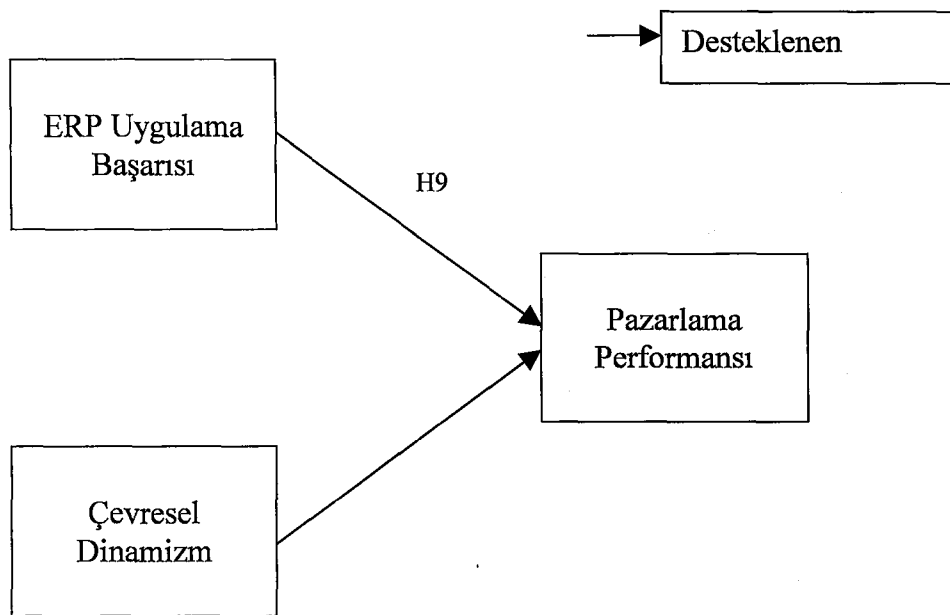 Desteklenen
ERP Uygulama
Başarısı
H9
Pazarlama
Performansı
Çevresel
Dinamizm